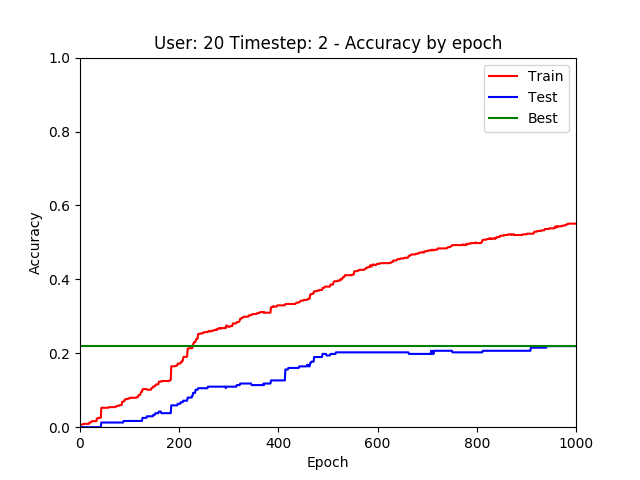 User: 20 Timestep: 2 - Accuracy by epoch
1.0
0.8
0.6
0.4
0.2
0.0
Accuracy
Train
Test
Best
0 200 400 600 800 1000
Epoch